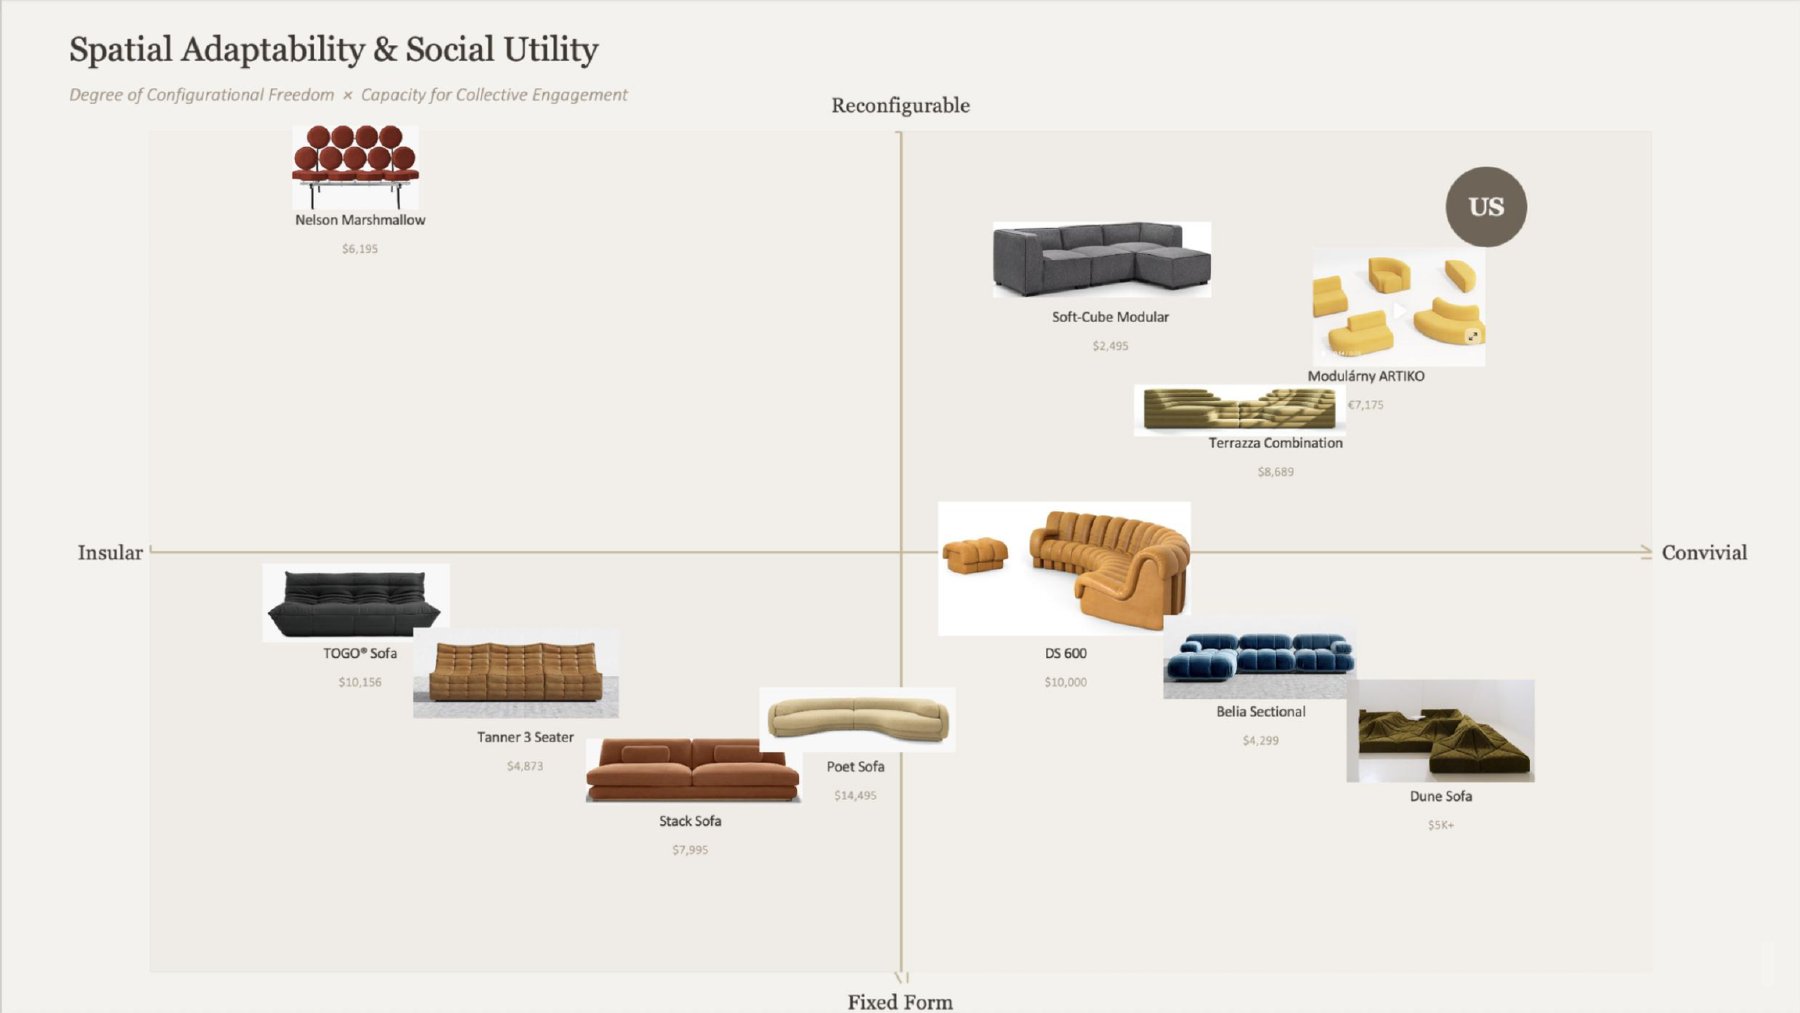 Spatial Adaptability & Social Utility
Degree of Configurational Freedom × Capacity for Collective Engagement
Reconfigurable
Nelson Marshmallow
$6,195
US
Soft-Cube Modular
$2,495
Modulárny ARTIKO
€7,175
Terrazza Combination
$8,689
Insular
Convivial
TOGO® Sofa
$10,156
DS 600
$10,000
Tanner 3 Seater
$4,873
Belia Sectional
$4,299
Poet Sofa
$14,495
Dune Sofa
$5K+
Stack Sofa
$7,995
Fixed Form